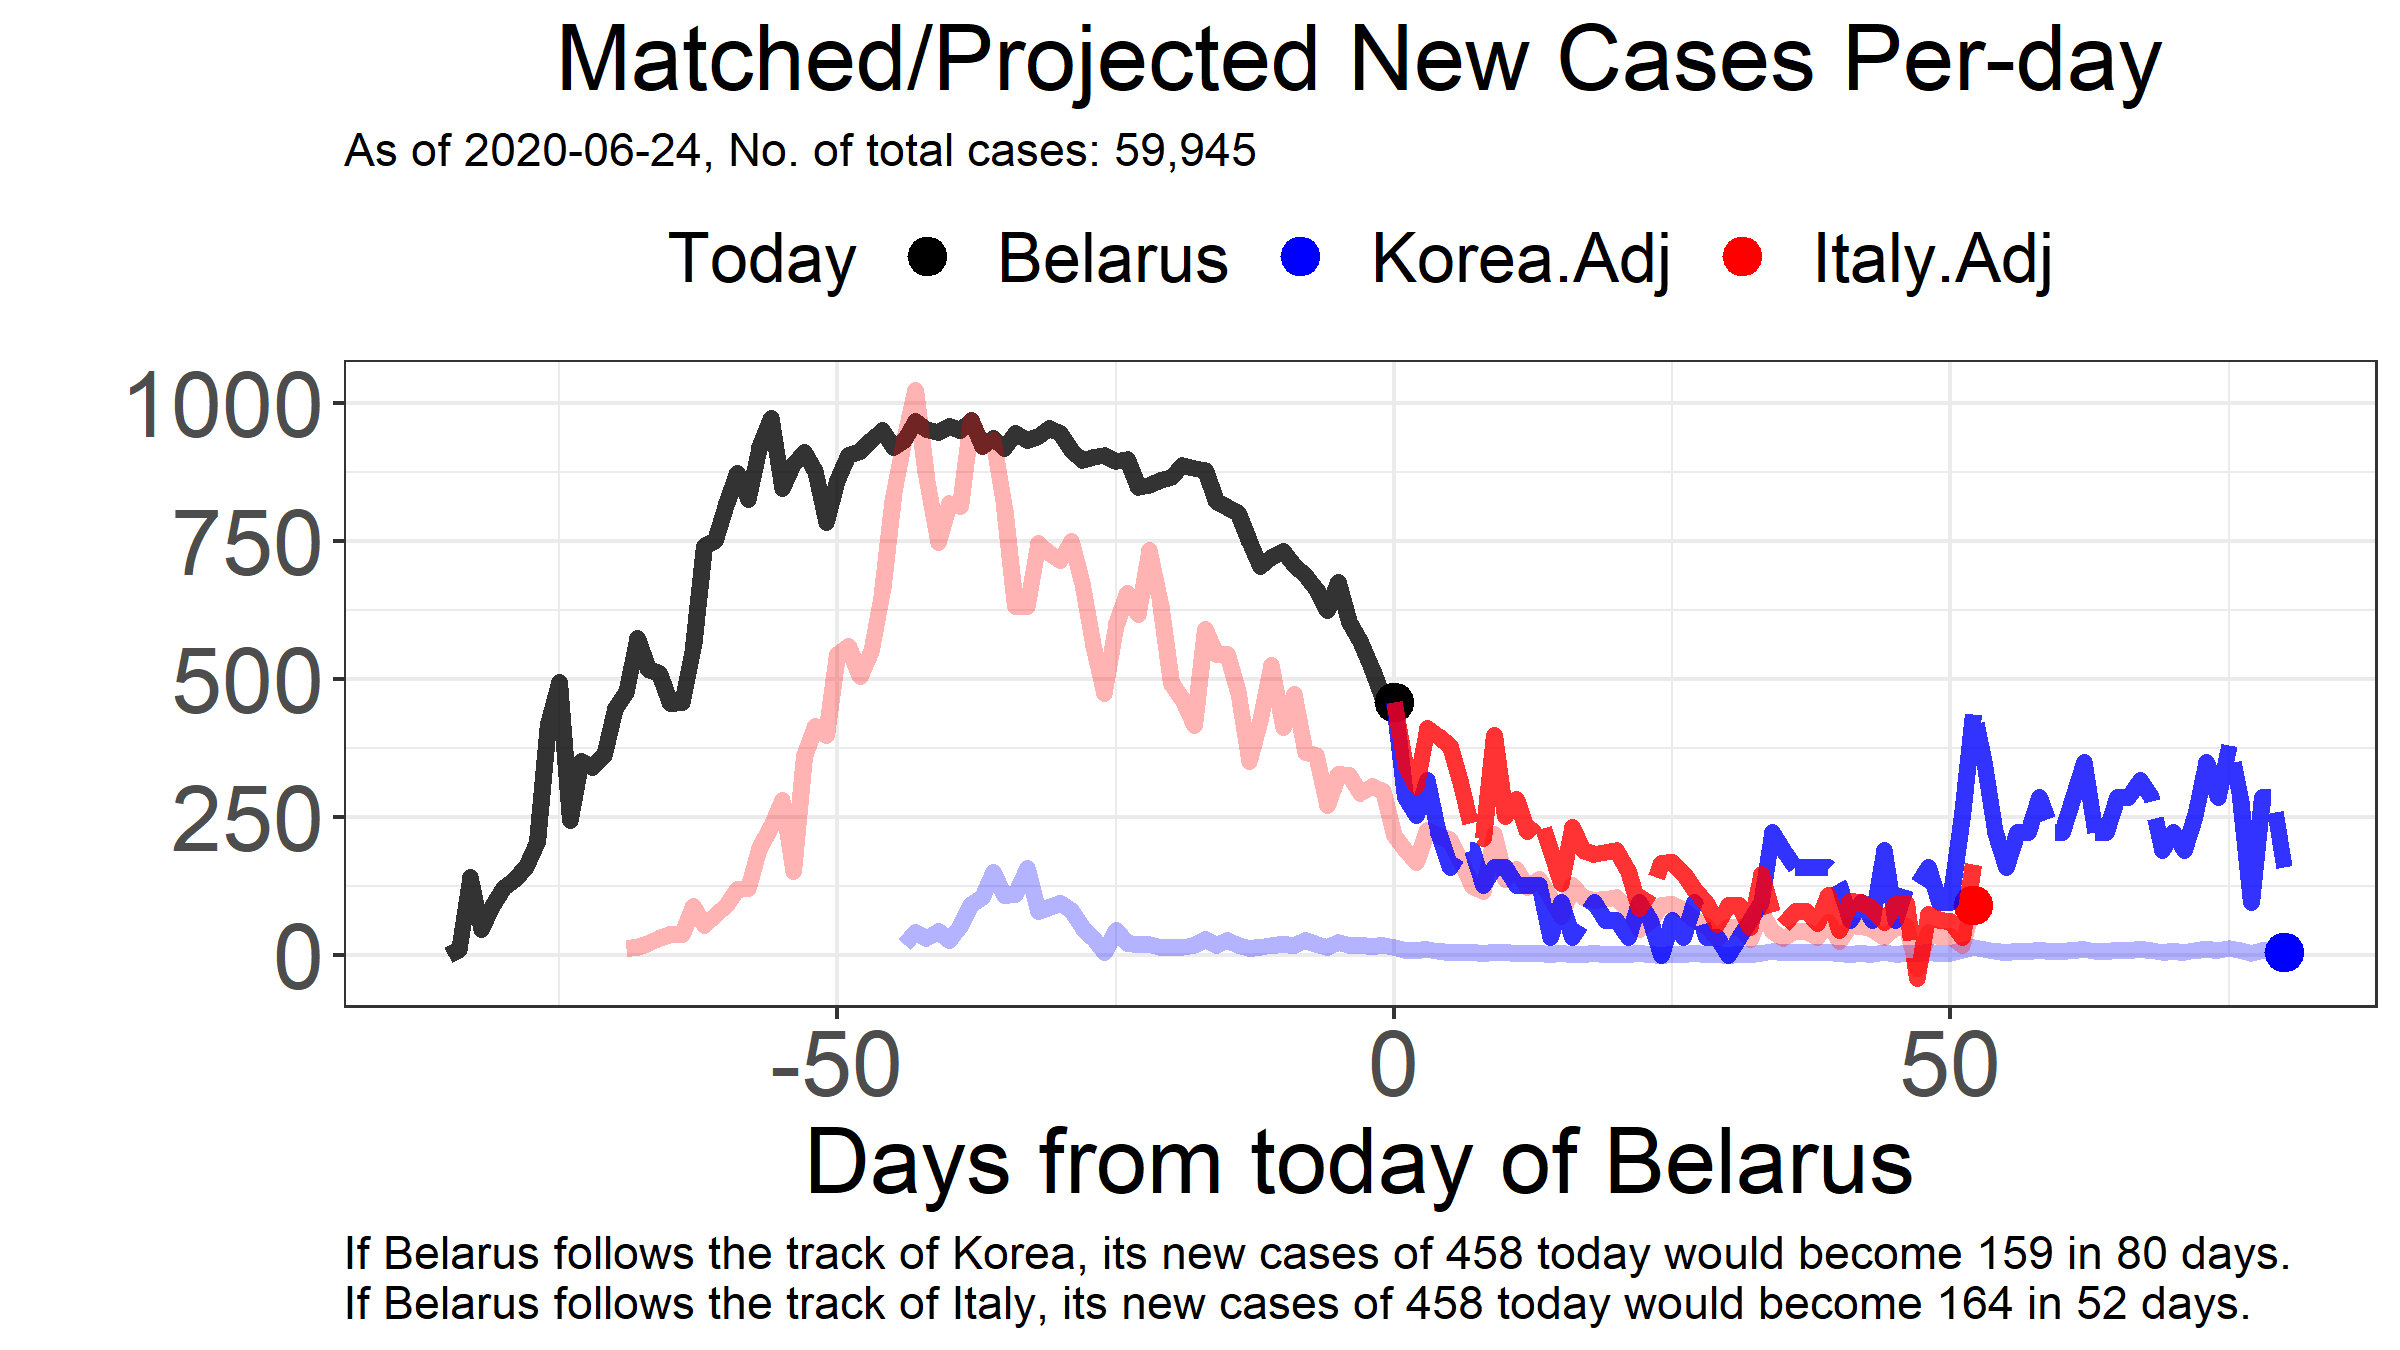 Matched/Projected New Cases Per-day
As of 2020-06-24, No. of total cases: 59,945
Today Belarus Korea.Adj Italy.Adj
1000
750
500
250
0
-50 0 50
Days from today of Belarus
If Belarus follows the track of Korea, its new cases of 458 today would become 159 in 80 days.
If Belarus follows the track of Italy, its new cases of 458 today would become 164 in 52 days.